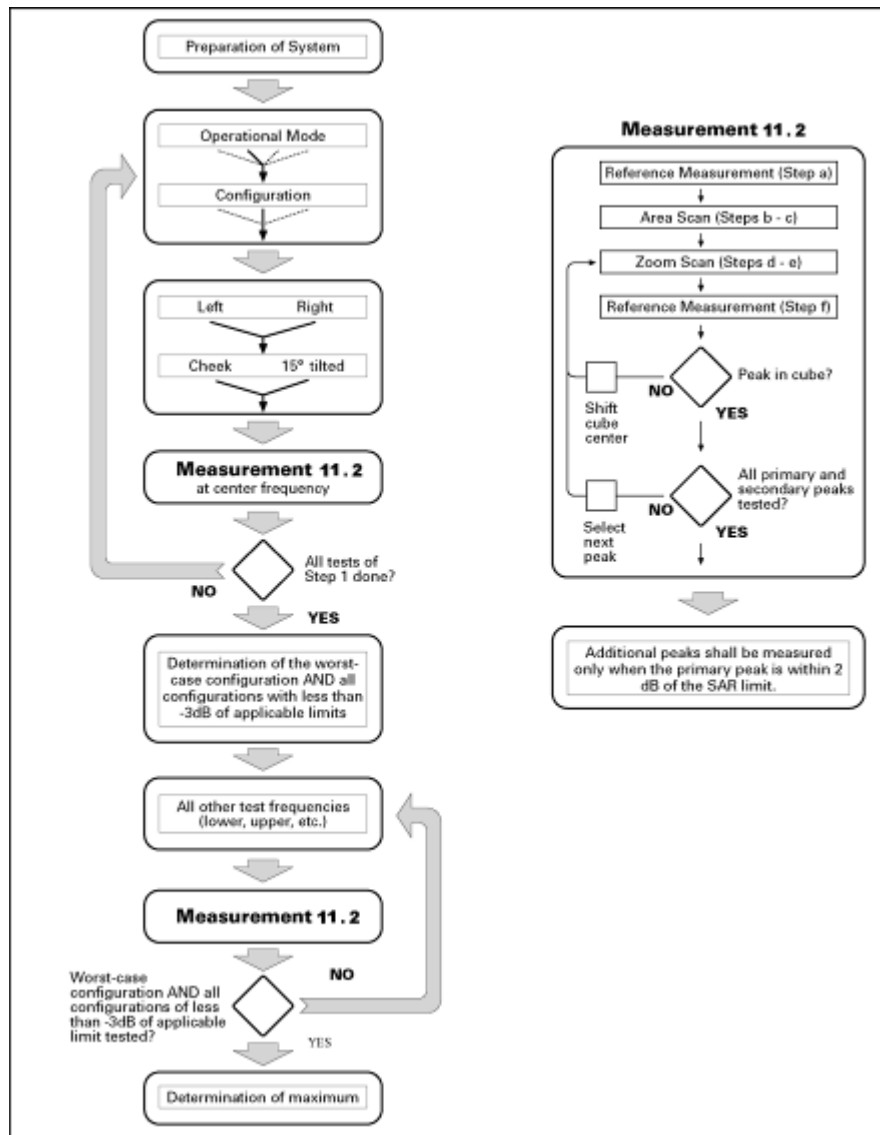 Preparation of System
Operational Mode
Configuration
Left Right
Cheek 15º tilted
Measurement 11.2
at center frequency
All tests of
Step 1 done?
NO
YES
Determination of the worst-
case configuration AND all
configurations with less than
-3dB of applicable limits
All other test frequencies
(lower, upper, etc.)
Measurement 11.2
NO
Worst-case
configuration AND all
configurations of less
than -3dB of applicable
limit tested?
YES
Determination of maximum
Measurement 11.2
Reference Measurement (Step a)
Area Scan (Steps b - c)
Zoom Scan (Steps d - e)
Reference Measurement (Step f)
Peak in cube?
NO
Shift
cube
center
YES
All primary and
secondary peaks
tested?
NO
Select
next
peak
YES
Additional peaks shall be measured
only when the primary peak is within 2
dB of the SAR limit.